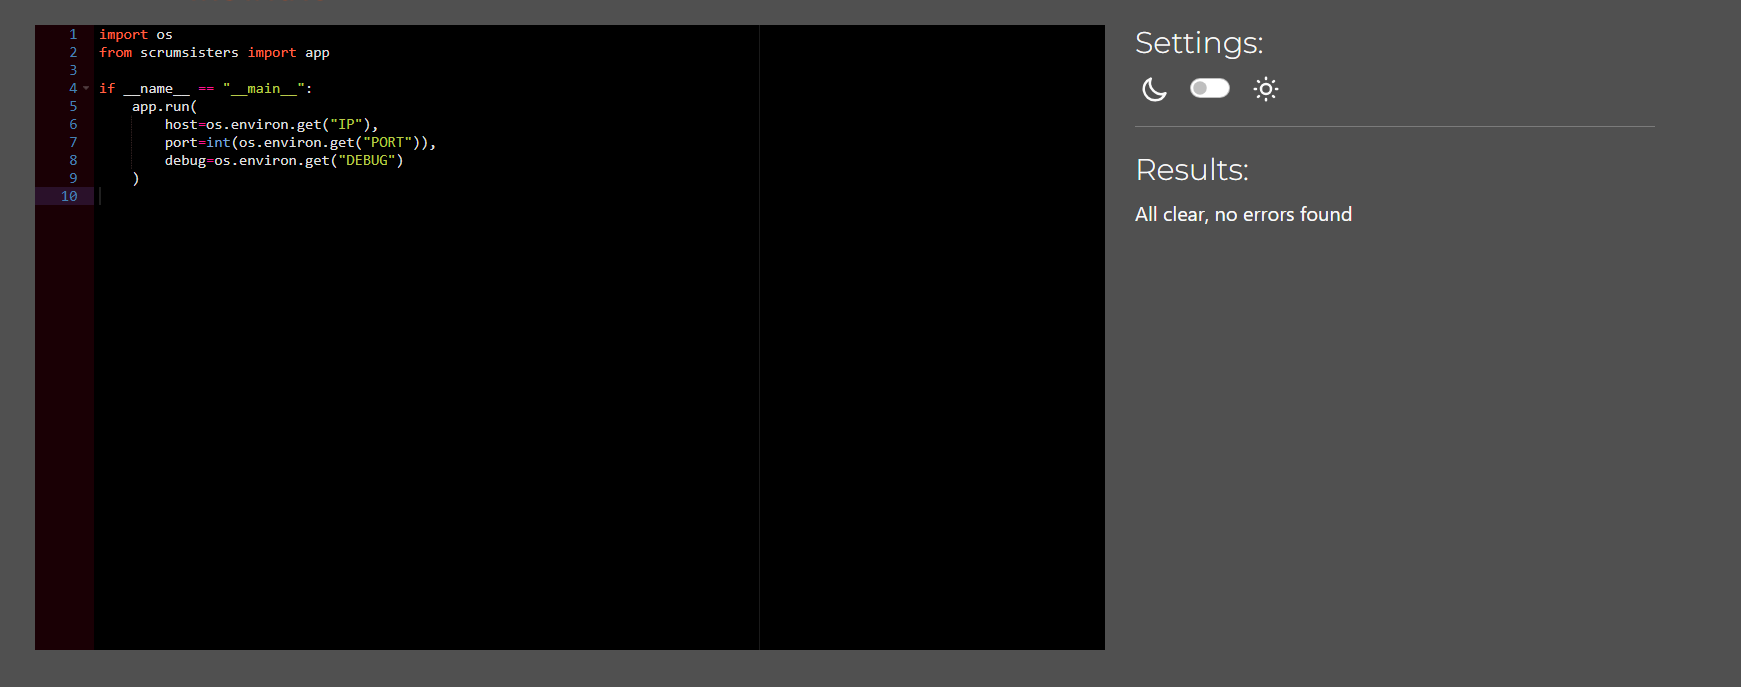 1 import os
2 from scrumsisters import app
3
4 if __name__ == "__main__":
5     app.run(
6         host=os.environ.get("IP"),
7         port=int(os.environ.get("PORT")),
8         debug=os.environ.get("DEBUG")
9     )
10
Settings:
Results:
All clear, no errors found